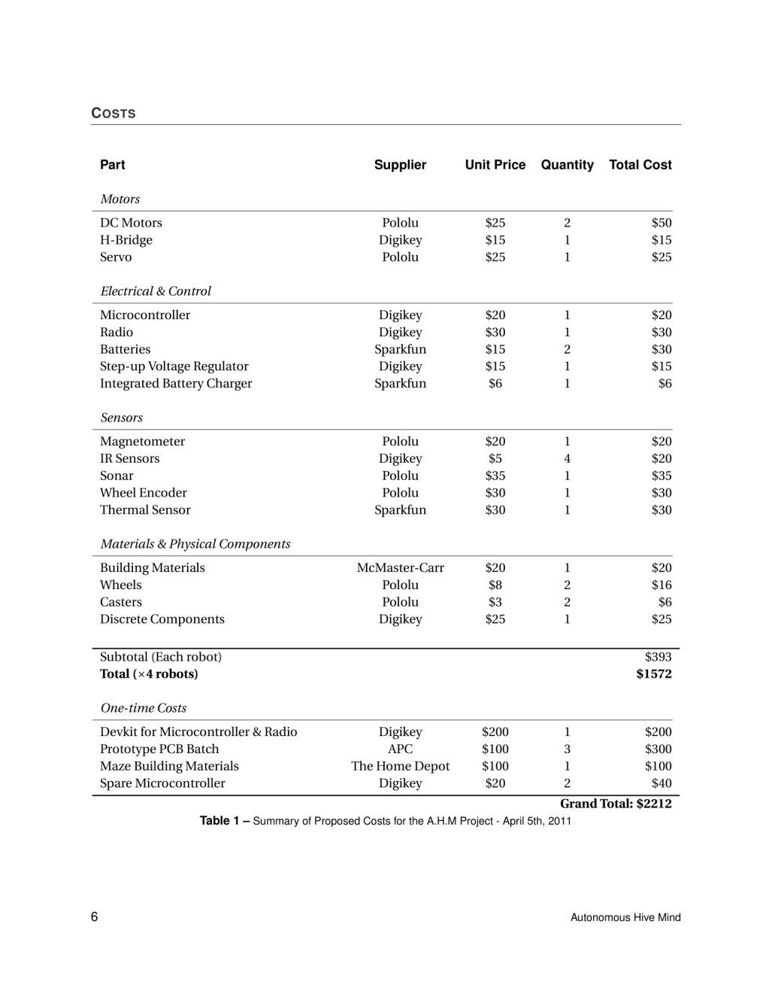 COSTS
Part Supplier Unit Price Quantity Total Cost
Motors
DC Motors Pololu $25 2 $50
H-Bridge Digikey $15 1 $15
Servo Pololu $25 1 $25
Electrical & Control
Microcontroller Digikey $20 1 $20
Radio Digikey $30 1 $30
Batteries Sparkfun $15 2 $30
Step-up Voltage Regulator Digikey $15 1 $15
Integrated Battery Charger Sparkfun $6 1 $6
Sensors
Magnetometer Pololu $20 1 $20
IR Sensors Digikey $5 4 $20
Sonar Pololu $35 1 $35
Wheel Encoder Pololu $30 1 $30
Thermal Sensor Sparkfun $30 1 $30
Materials & Physical Components
Building Materials McMaster-Carr $20 1 $20
Wheels Pololu $8 2 $16
Casters Pololu $3 2 $6
Discrete Components Digikey $25 1 $25
Subtotal (Each robot) $393
Total (×4 robots) $1572
One-time Costs
Devkit for Microcontroller & Radio Digikey $200 1 $200
Prototype PCB Batch APC $100 3 $300
Maze Building Materials The Home Depot $100 1 $100
Spare Microcontroller Digikey $20 2 $40
Grand Total: $2212
Table 1 – Summary of Proposed Costs for the A.H.M Project - April 5th, 2011
6 Autonomous Hive Mind